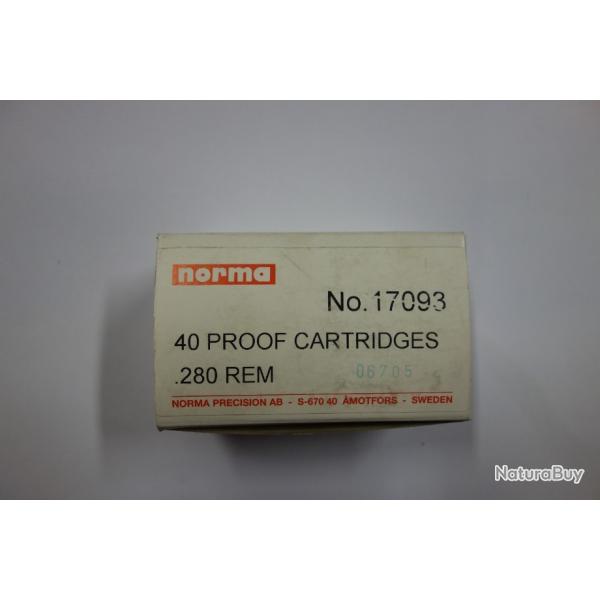 norma
No. 17093
40 PROOF CARTRIDGES
.280 REM 06705
NORMA PRECISION AB - S-670 40 ÅMOTFORS - SWEDEN
NaturaBuy